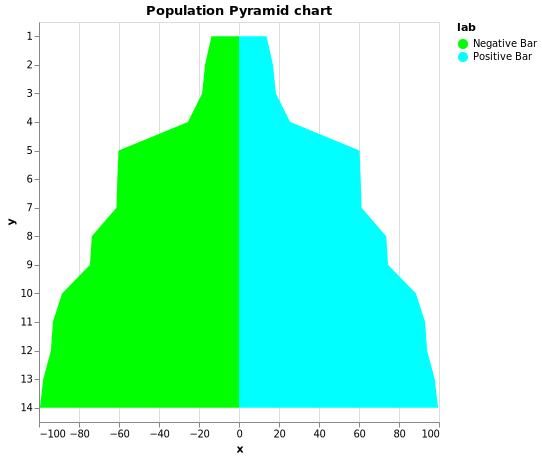 Population Pyramid chart
lab
Negative Bar
Positive Bar
y
1
2
3
4
5
6
7
8
9
10
11
12
13
14
−100 −80 −60 −40 −20 0 20 40 60 80 100
x